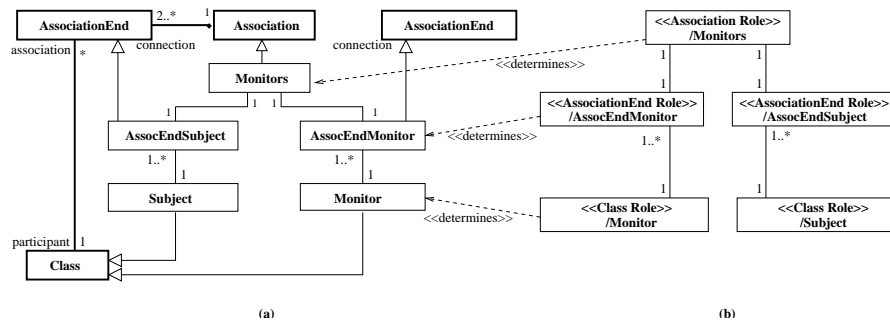 AssociationEnd
2..*
1
Association
AssociationEnd
<<Association Role>>
/Monitors
association
*
connection
connection
Monitors
<<determines>>
1
1
1
1
1
1
<<AssociationEnd Role>>
/AssocEndMonitor
<<AssociationEnd Role>>
/AssocEndSubject
AssocEndSubject
AssocEndMonitor
<<determines>>
1..*
1..*
1..*
1..*
1
1
1
1
Subject
Monitor
<<determines>>
<<Class Role>>
/Monitor
<<Class Role>>
/Subject
participant
1
Class
(a)
(b)